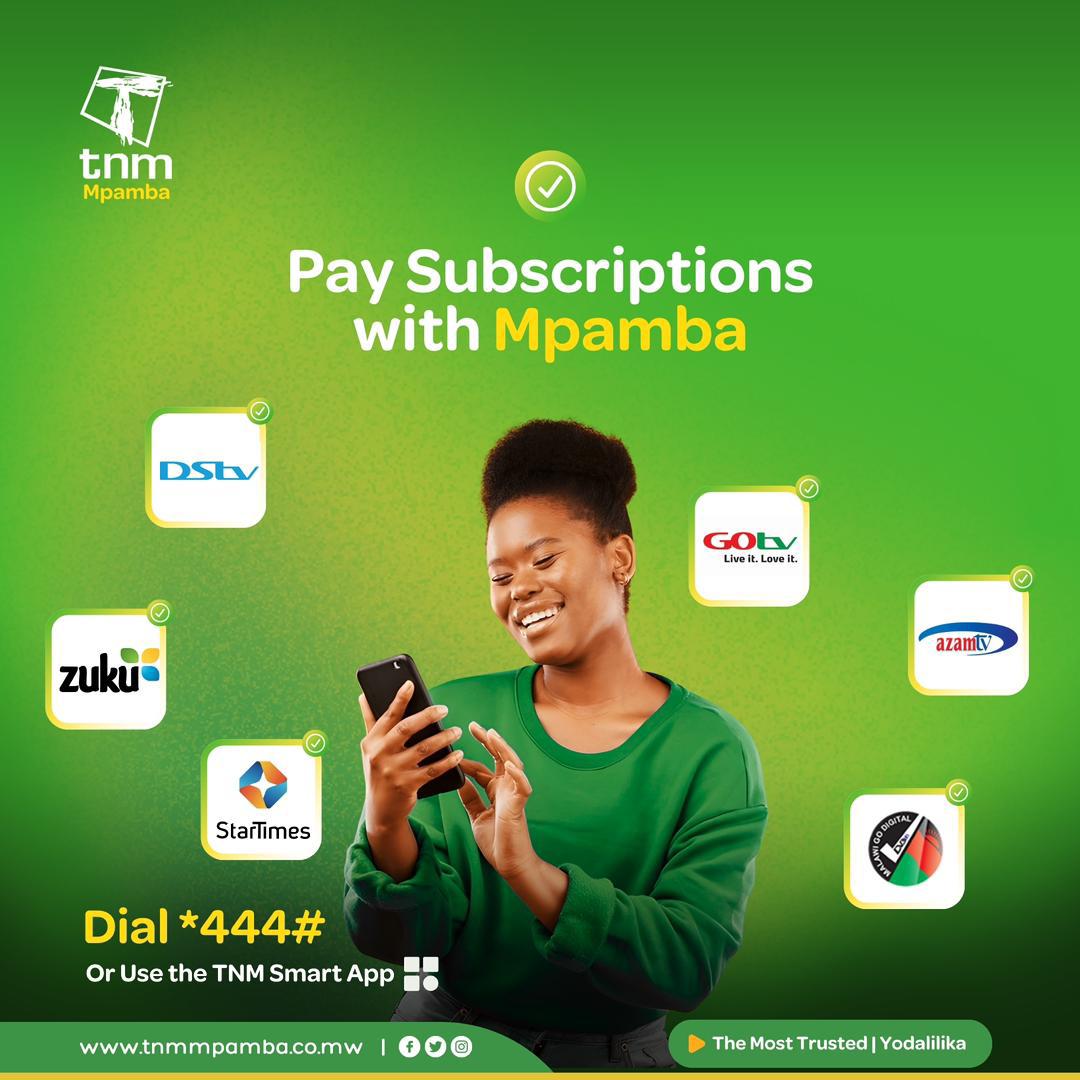 tnm
Mpamba
Pay Subscriptions
with Mpamba
DStv
GOtv
Live it. Love it.
azamtv
zuku
StarTimes
MALAWI GO DIGITAL
Dial *444#
Or Use the TNM Smart App
www.tnmmpamba.co.mw |
The Most Trusted | Yodalilika